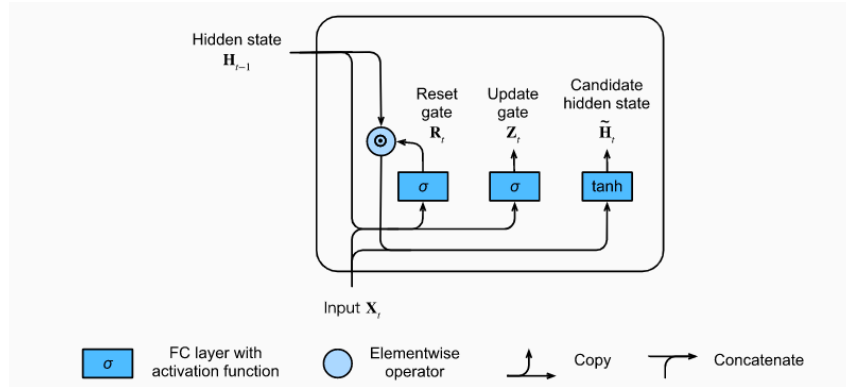 Hidden state
H_{t−1}
Reset
gate
R_t
Update
gate
Z_t
Candidate
hidden state
H̃_t
⊙
σ
σ
tanh
Input X_t
σ
FC layer with
activation function
Elementwise
operator
Copy
Concatenate